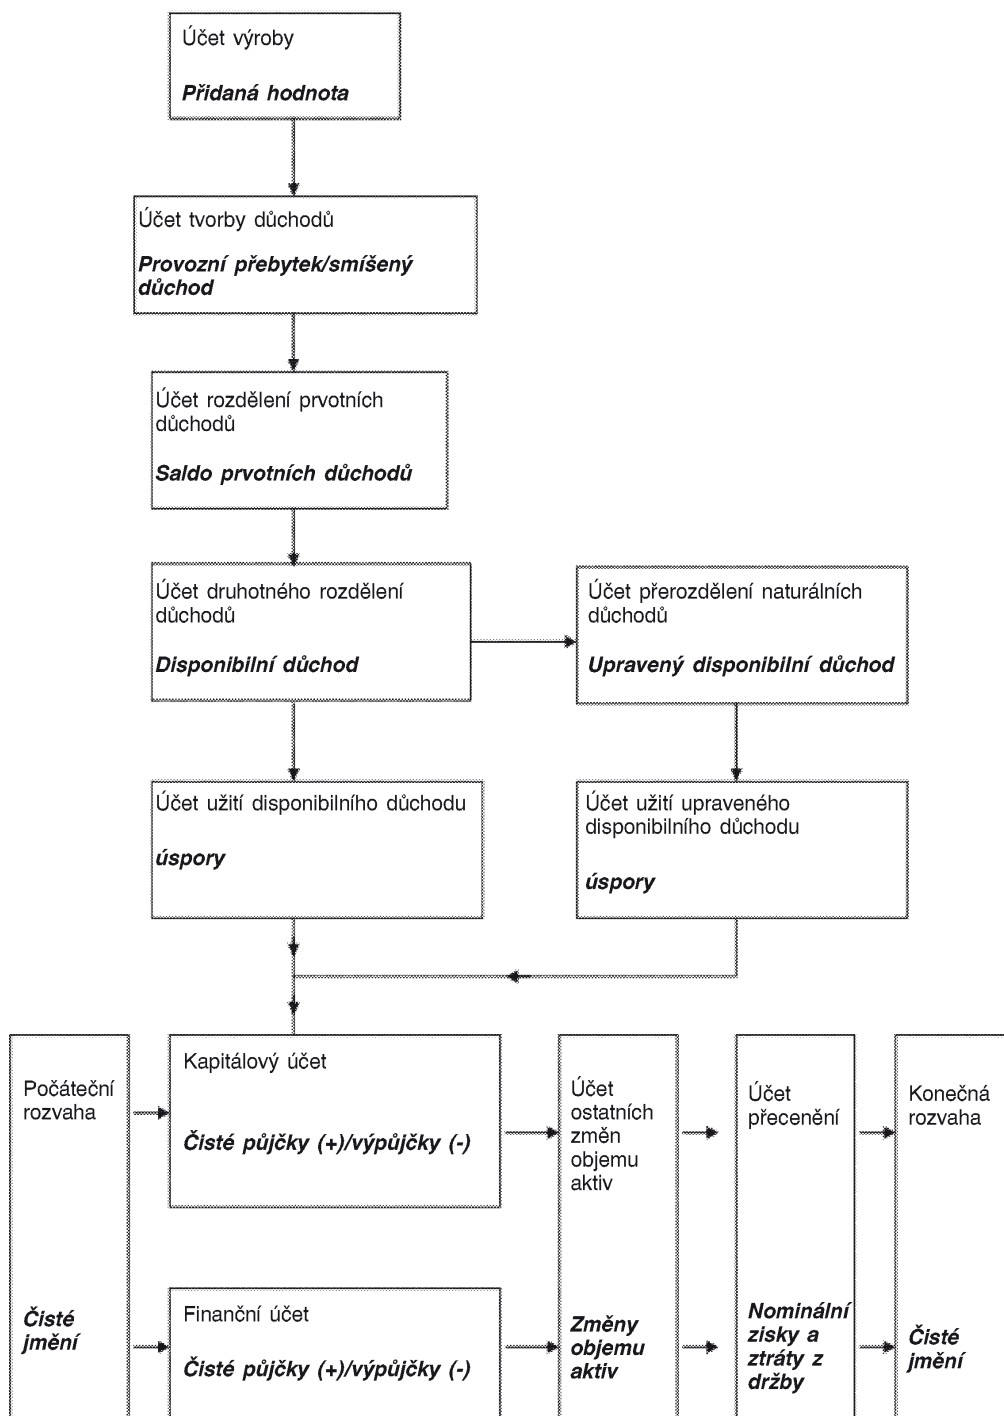 Účet výroby
Přidaná hodnota
Účet tvorby důchodů
Provozní přebytek/smíšený
důchod
Účet rozdělení prvotních
důchodů
Saldo prvotních důchodů
Účet druhotného rozdělení
důchodů
Disponibilní důchod
Účet přerozdělení naturálních
důchodů
Upravený disponibilní důchod
Účet užití disponibilního důchodu
úspory
Účet užití upraveného
disponibilního důchodu
úspory
Počáteční
rozvaha
Čisté
jmění
Kapitálový účet
Čisté půjčky (+)/výpůjčky (-)
Finanční účet
Čisté půjčky (+)/výpůjčky (-)
Účet
ostatních
změn
objemu
aktiv
Změny
objemu
aktiv
Účet
přecenění
Nominální
zisky a
ztráty z
držby
Konečná
rozvaha
Čisté
jmění